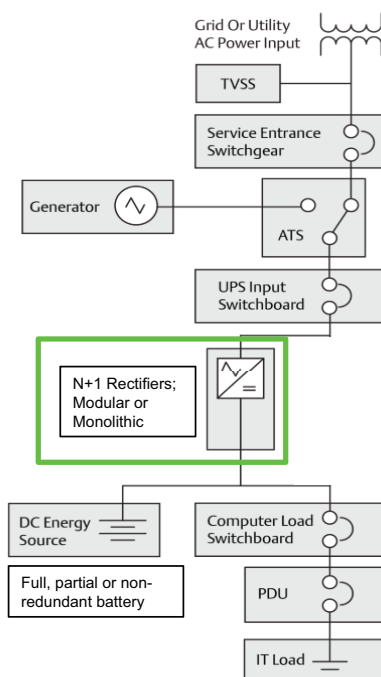 Grid Or Utility
AC Power Input
TVSS
Service Entrance
Switchgear
Generator
ATS
UPS Input
Switchboard
N+1 Rectifiers;
Modular or
Monolithic
DC Energy
Source
Computer Load
Switchboard
Full, partial or non-
redundant battery
PDU
IT Load